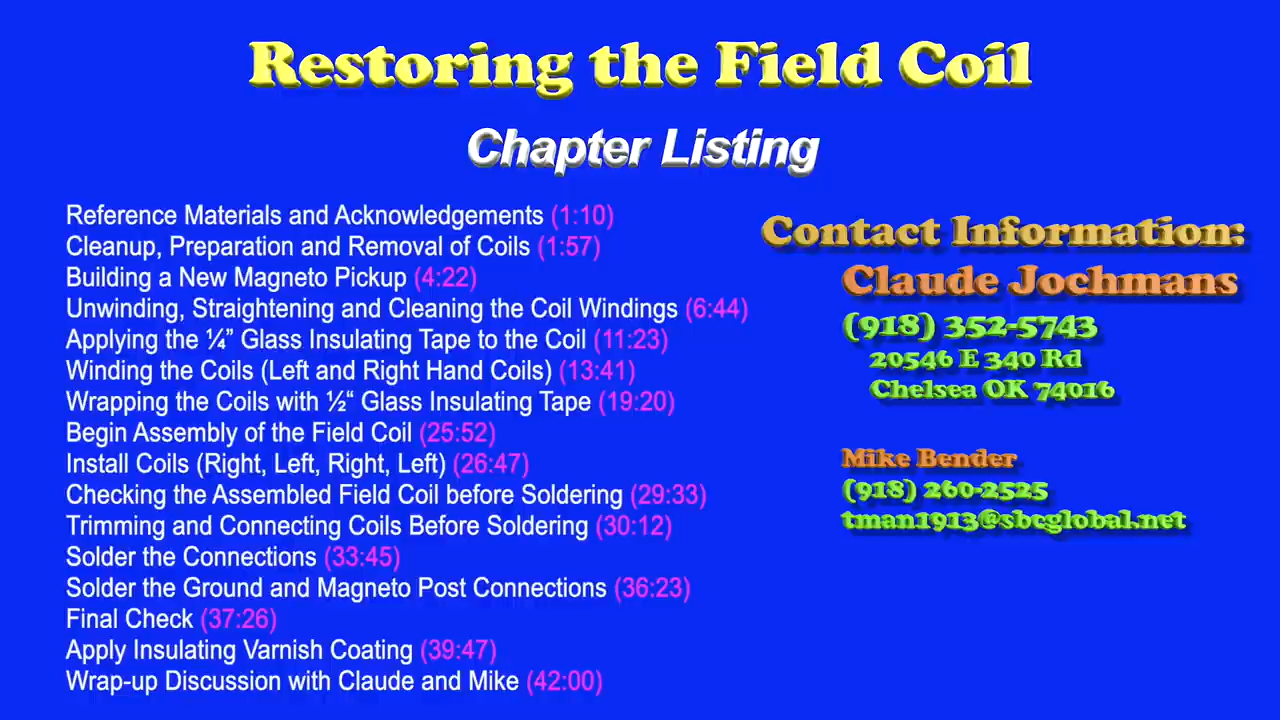 Restoring the Field Coil
Chapter Listing
Reference Materials and Acknowledgements (1:10)
Cleanup, Preparation and Removal of Coils (1:57)
Building a New Magneto Pickup (4:22)
Unwinding, Straightening and Cleaning the Coil Windings (6:44)
Applying the ¼” Glass Insulating Tape to the Coil (11:23)
Winding the Coils (Left and Right Hand Coils) (13:41)
Wrapping the Coils with ½“ Glass Insulating Tape (19:20)
Begin Assembly of the Field Coil (25:52)
Install Coils (Right, Left, Right, Left) (26:47)
Checking the Assembled Field Coil before Soldering (29:33)
Trimming and Connecting Coils Before Soldering (30:12)
Solder the Connections (33:45)
Solder the Ground and Magneto Post Connections (36:23)
Final Check (37:26)
Apply Insulating Varnish Coating (39:47)
Wrap-up Discussion with Claude and Mike (42:00)
Contact Information:
Claude Jochmans
(918) 352-5743
20546 E 340 Rd
Chelsea OK 74016
Mike Bender
(918) 260-2525
tman1913@sbcglobal.net